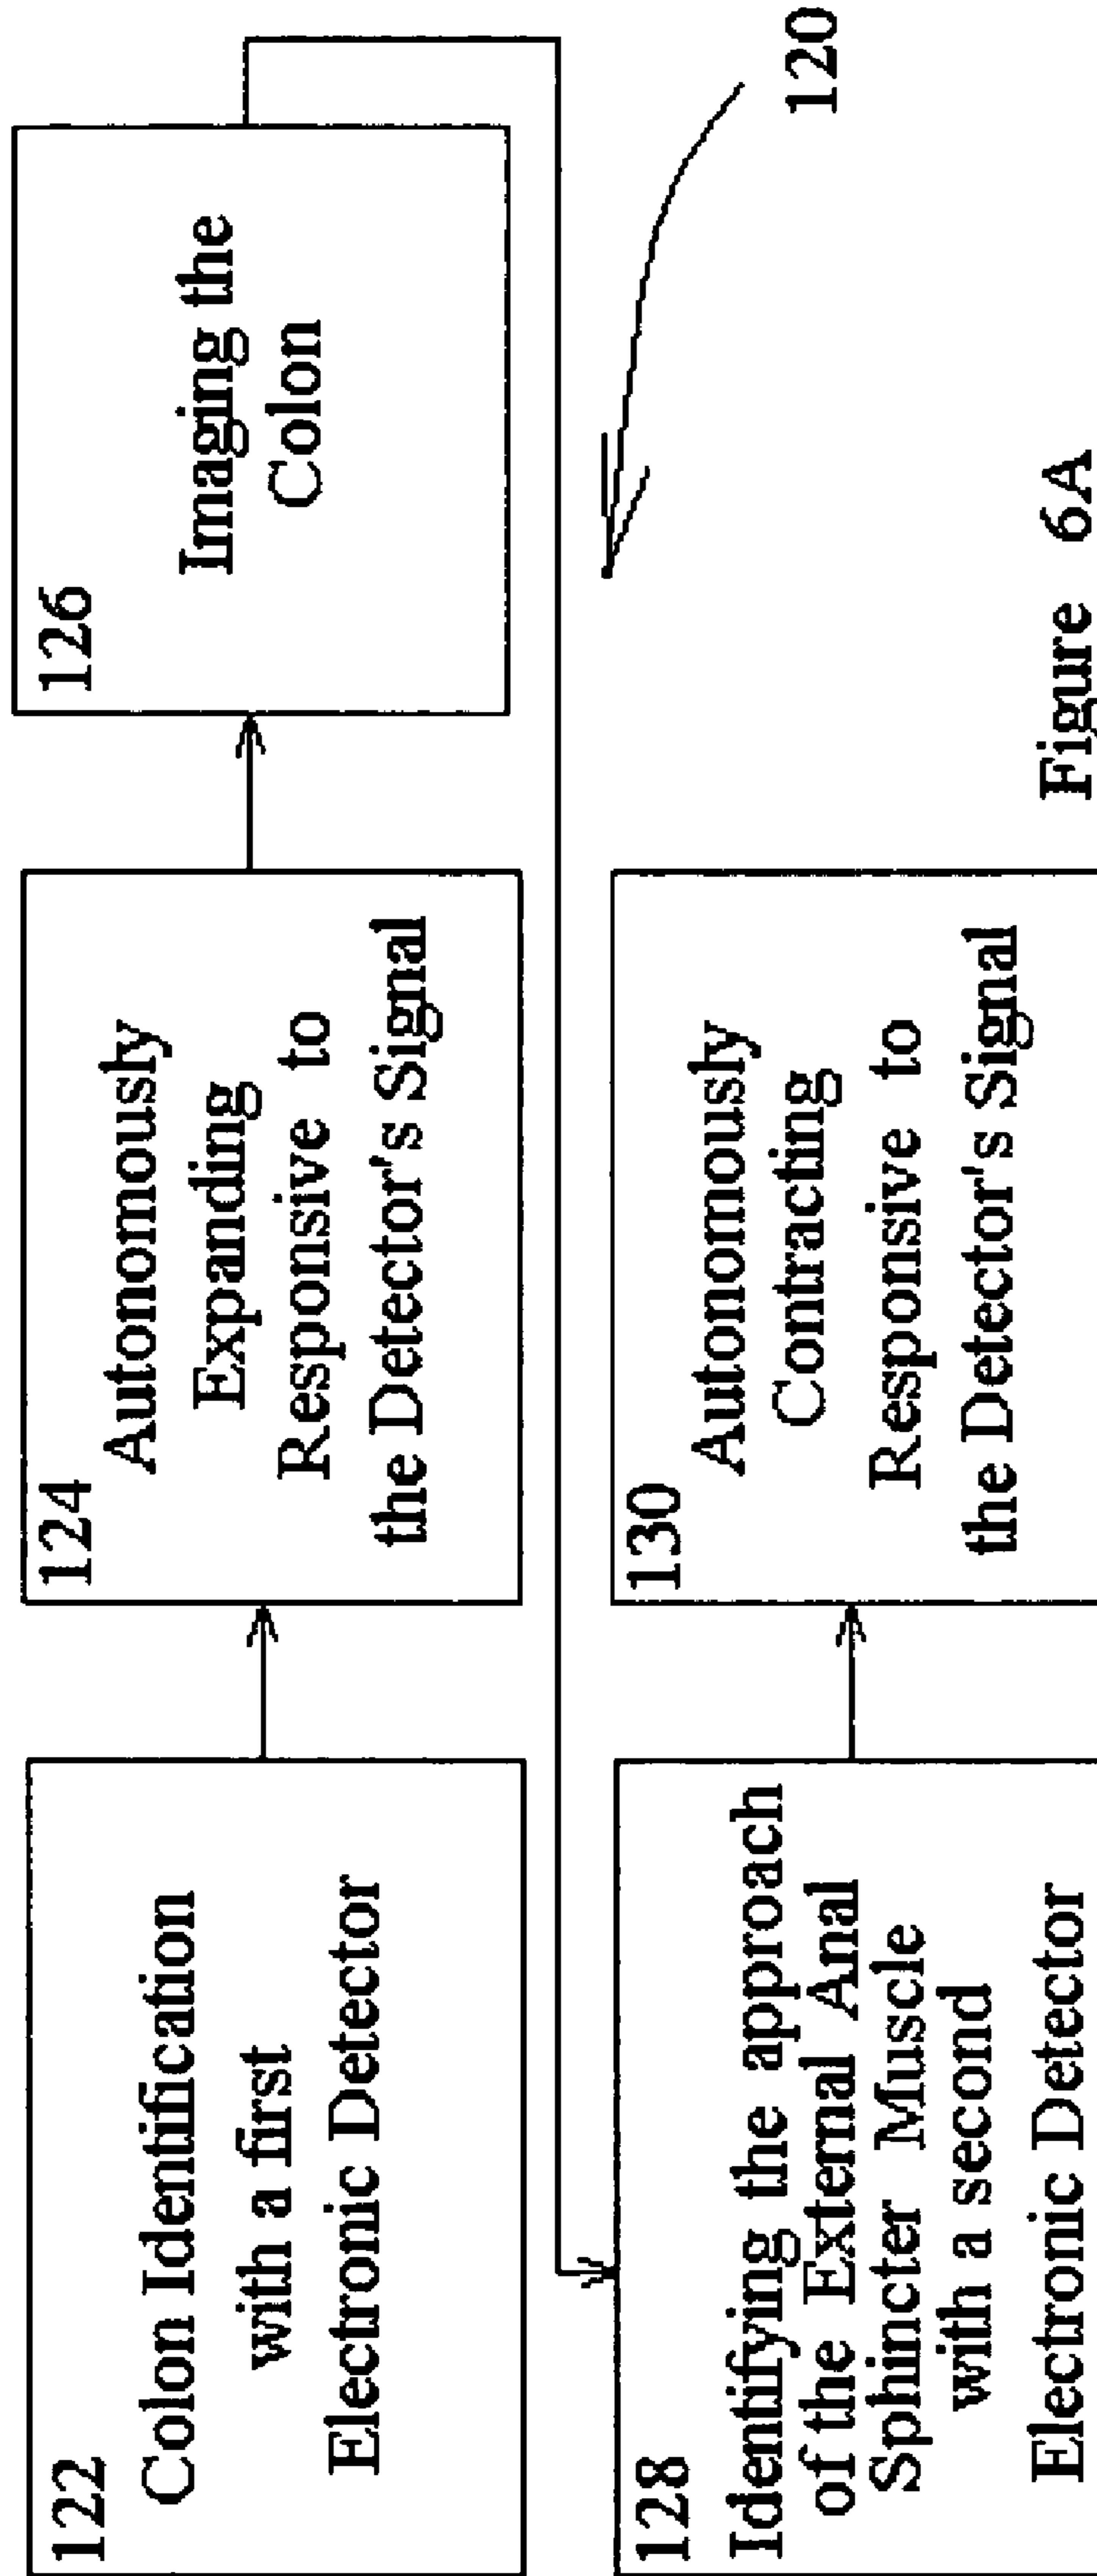 122
Colon Identification
with a first
Electronic Detector
124
Autonomously
Expanding
Responsive to
the Detector's Signal
126
Imaging the
Colon
128
Identifying the approach
of the External Anal
Sphincter Muscle
with a second
Electronic Detector
130
Autonomously
Contracting
Responsive to
the Detector's Signal
120
Figure 6A